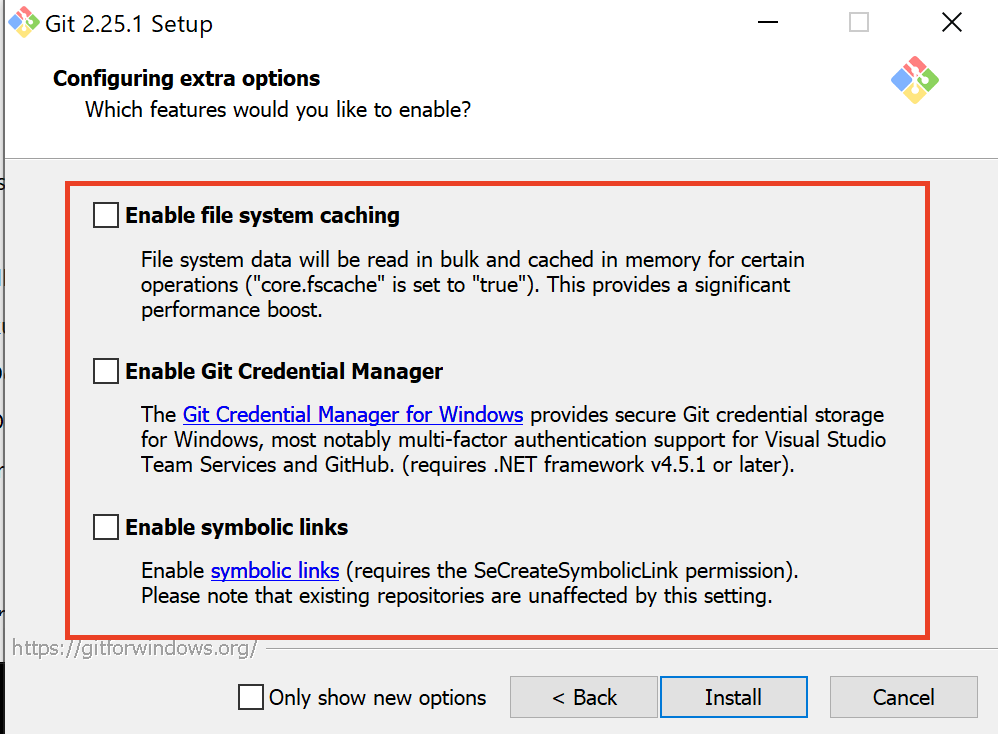 Git 2.25.1 Setup
Configuring extra options
Which features would you like to enable?
Enable file system caching
File system data will be read in bulk and cached in memory for certain
operations ("core.fscache" is set to "true"). This provides a significant
performance boost.
Enable Git Credential Manager
The Git Credential Manager for Windows provides secure Git credential storage
for Windows, most notably multi-factor authentication support for Visual Studio
Team Services and GitHub. (requires .NET framework v4.5.1 or later).
Enable symbolic links
Enable symbolic links (requires the SeCreateSymbolicLink permission).
Please note that existing repositories are unaffected by this setting.
https://gitforwindows.org/
Only show new options
< Back
Install
Cancel